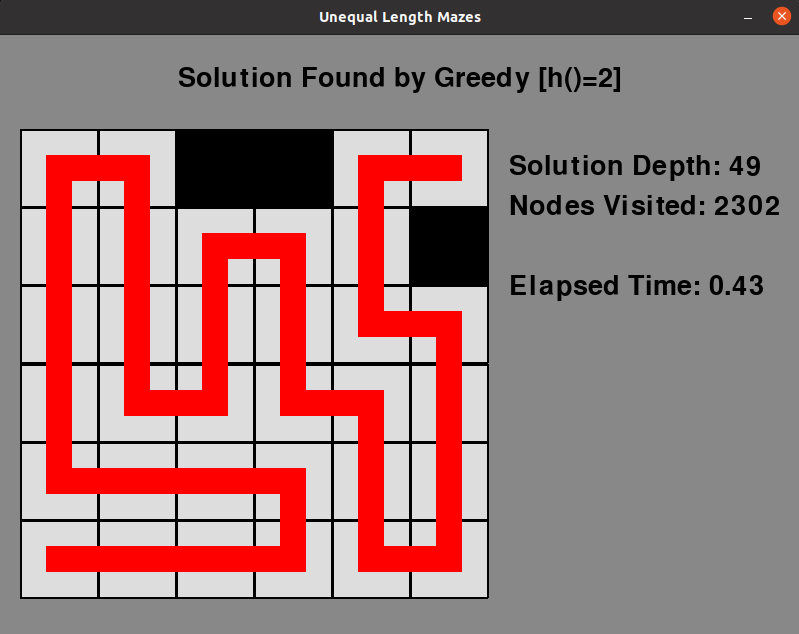 Unequal Length Mazes
Solution Found by Greedy [h()=2]
Solution Depth: 49
Nodes Visited: 2302
Elapsed Time: 0.43